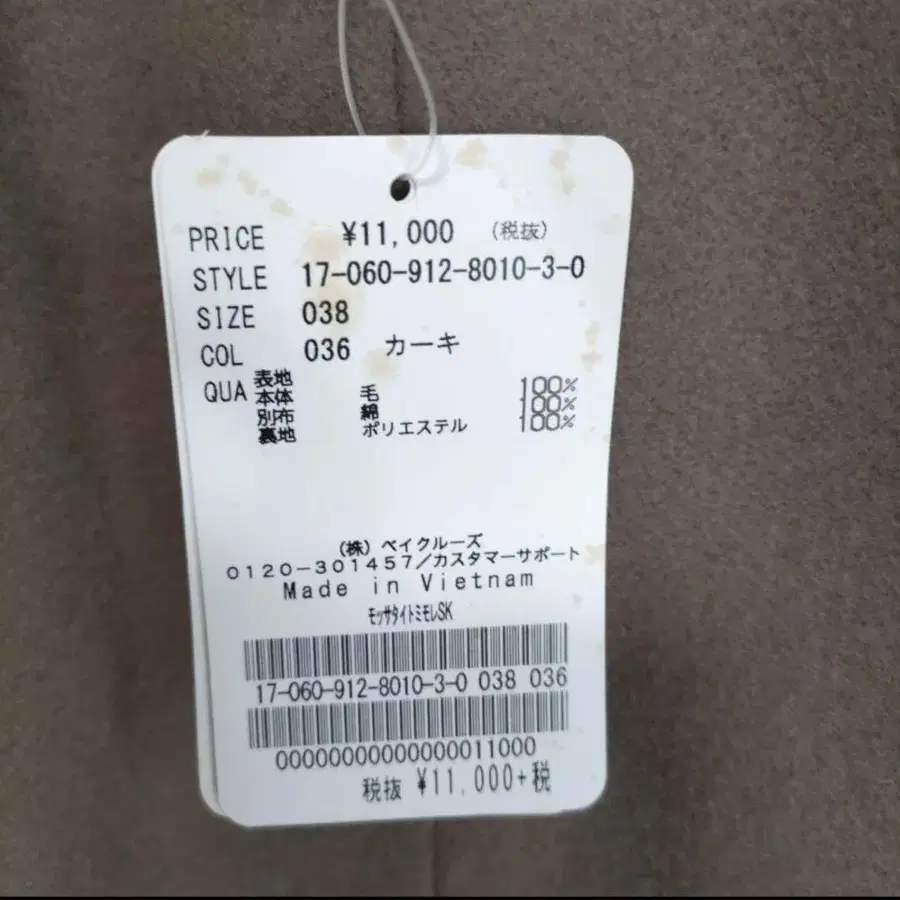 PRICE ¥11,000 (税抜)
STYLE 17-060-912-8010-3-0
SIZE 038
COL 036 カーキ
QUA 表地
本体 毛 100%
別布 綿 100%
裏地 ポリエステル 100%
(株)ベイクルーズ
0120-301457/カスタマーサポート
Made in Vietnam
モッサタイトミモレSK
17-060-912-8010-3-0 038 036
00000000000000011000
税抜 ¥11,000+税